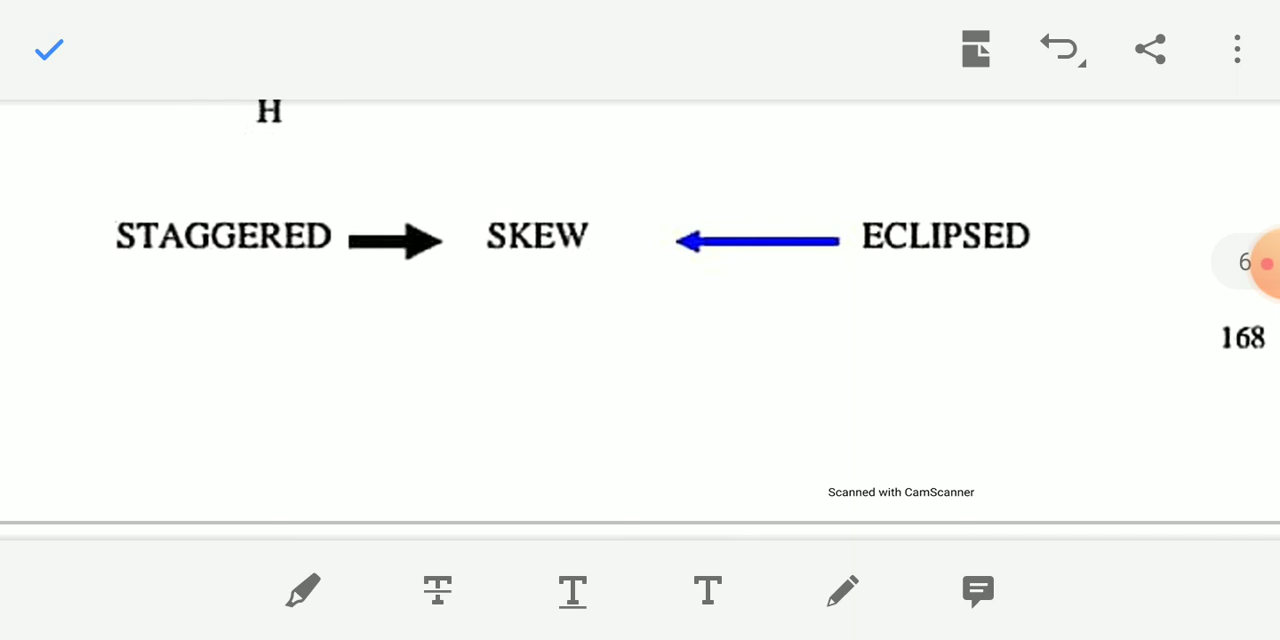 H
STAGGERED SKEW ECLIPSED
6
168
Scanned with CamScanner
T T T